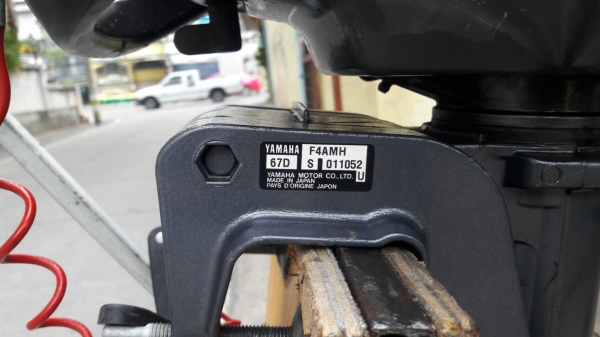 YAMAHA F4AMH
67D S 011052
YAMAHA MOTOR CO.,LTD. U
MADE IN JAPAN
PAYS D'ORIGINE JAPON